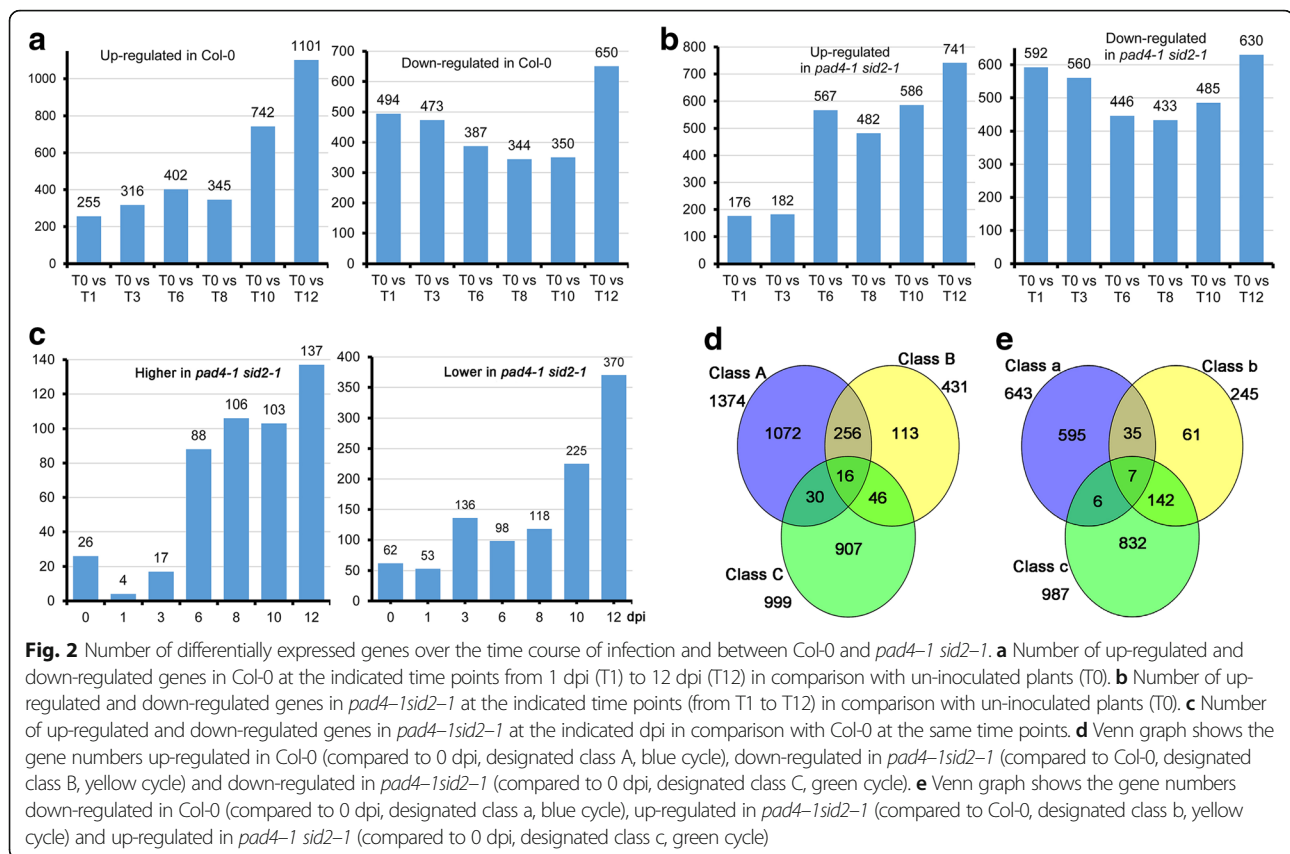 a
Up-regulated in Col-0
1000
800
600
400
200
0
255
316
402
345
742
1101
T0 vs T1
T0 vs T3
T0 vs T6
T0 vs T8
T0 vs T10
T0 vs T12
Down-regulated in Col-0
700
600
500
400
300
200
100
0
494
473
387
344
350
650
T0 vs T1
T0 vs T3
T0 vs T6
T0 vs T8
T0 vs T10
T0 vs T12
b
Up-regulated
in pad4-1 sid2-1
800
700
600
500
400
300
200
100
0
176
182
567
482
586
741
T0 vs T1
T0 vs T3
T0 vs T6
T0 vs T8
T0 vs T10
T0 vs T12
Down-regulated
in pad4-1 sid2-1
600
500
400
300
200
100
0
592
560
446
433
485
630
T0 vs T1
T0 vs T3
T0 vs T6
T0 vs T8
T0 vs T10
T0 vs T12
c
Higher in pad4-1 sid2-1
140
120
100
80
60
40
20
0
26
4
17
88
106
103
137
0 1 3 6 8 10 12
Lower in pad4-1 sid2-1
400
350
300
250
200
150
100
50
0
62
53
136
98
118
225
370
0 1 3 6 8 10 12 dpi
d
Class A
1374
Class B
431
1072
256
113
16
30
46
907
Class C
999
e
Class a
643
Class b
245
595
35
61
7
6
142
832
Class c
987
Fig. 2 Number of differentially expressed genes over the time course of infection and between Col-0 and pad4–1 sid2–1. a Number of up-regulated and
down-regulated genes in Col-0 at the indicated time points from 1 dpi (T1) to 12 dpi (T12) in comparison with un-inoculated plants (T0). b Number of up-
regulated and down-regulated genes in pad4–1sid2–1 at the indicated time points (from T1 to T12) in comparison with un-inoculated plants (T0). c Number
of up-regulated and down-regulated genes in pad4–1sid2–1 at the indicated dpi in comparison with Col-0 at the same time points. d Venn graph shows the
gene numbers up-regulated in Col-0 (compared to 0 dpi, designated class A, blue cycle), down-regulated in pad4–1sid2–1 (compared to Col-0, designated
class B, yellow cycle) and down-regulated in pad4–1sid2–1 (compared to 0 dpi, designated class C, green cycle). e Venn graph shows the gene numbers
down-regulated in Col-0 (compared to 0 dpi, designated class a, blue cycle), up-regulated in pad4–1sid2–1 (compared to Col-0, designated class b, yellow
cycle) and up-regulated in pad4–1 sid2–1 (compared to 0 dpi, designated class c, green cycle)